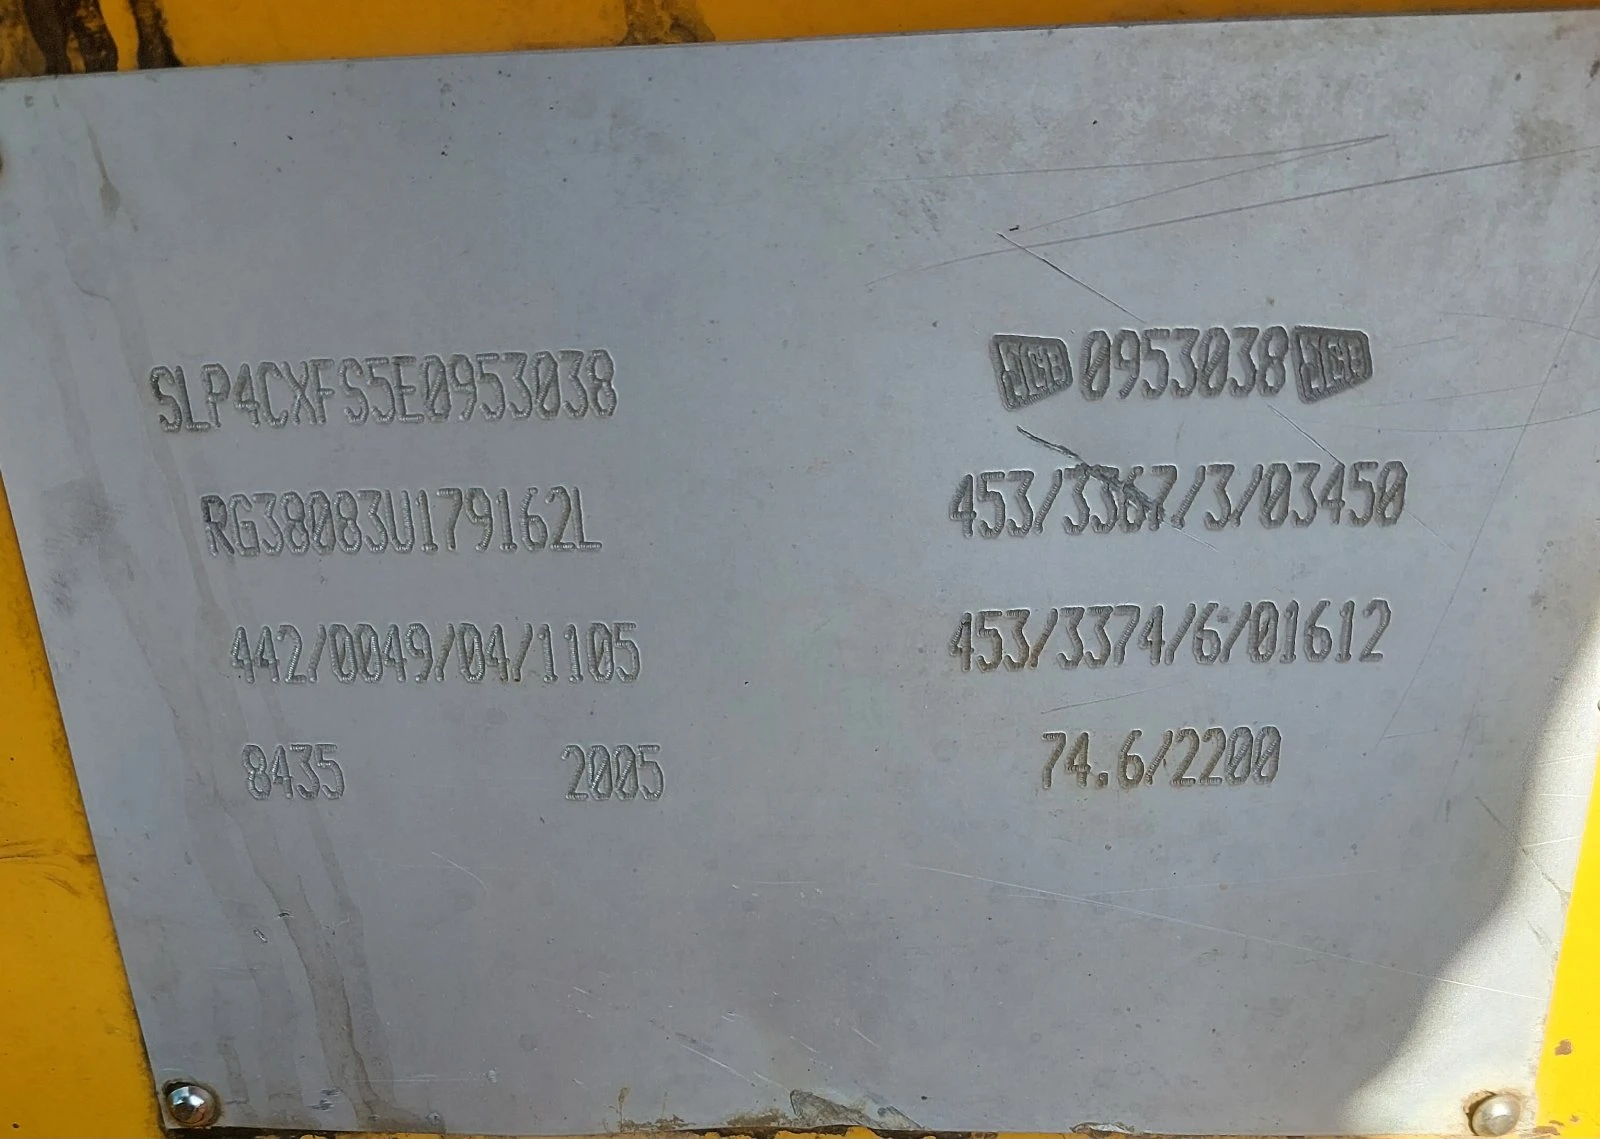 SLP4CXFS5E0953038
RG38083U179162L
442/0049/04/1105
8435 2005
JCB 0953038 JCB
453/3367/3/03450
453/3374/6/01612
74.6/2200